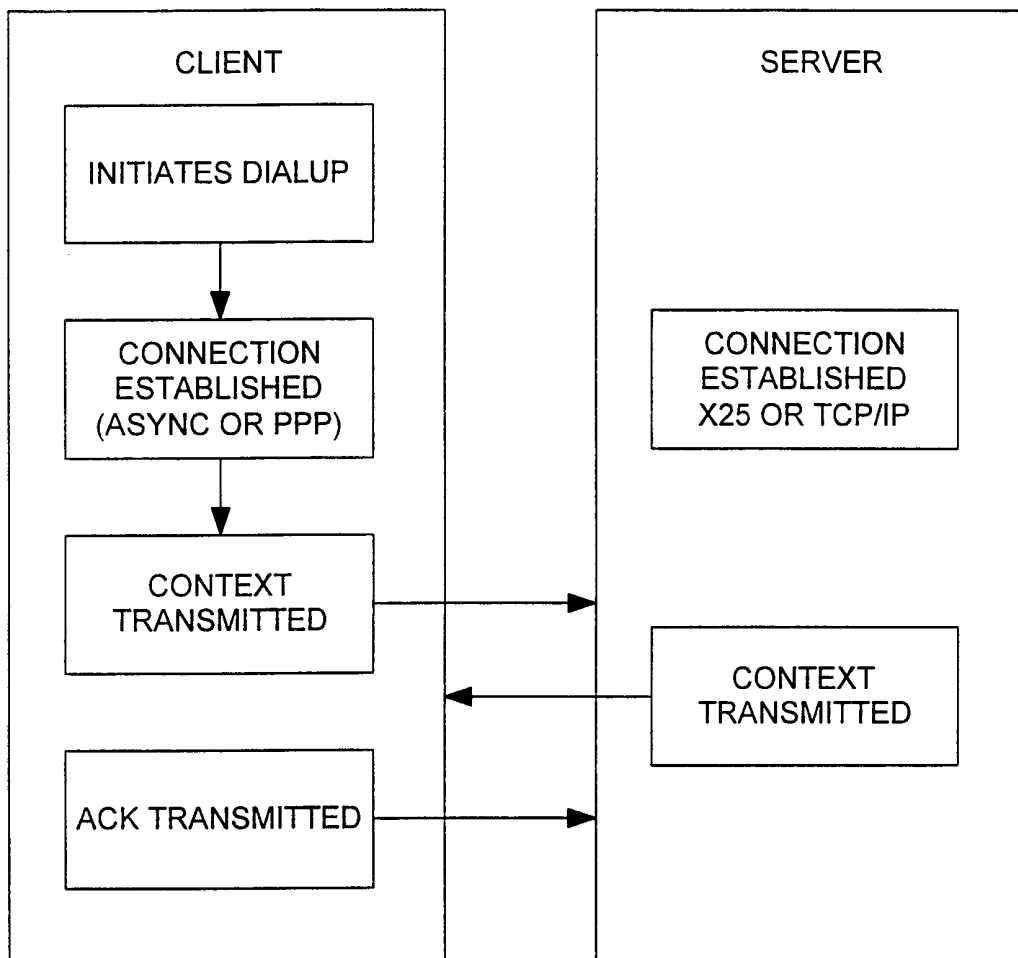 CLIENT
INITIATES DIALUP
CONNECTION
ESTABLISHED
(ASYNC OR PPP)
CONTEXT
TRANSMITTED
ACK TRANSMITTED
SERVER
CONNECTION
ESTABLISHED
X25 OR TCP/IP
CONTEXT
TRANSMITTED